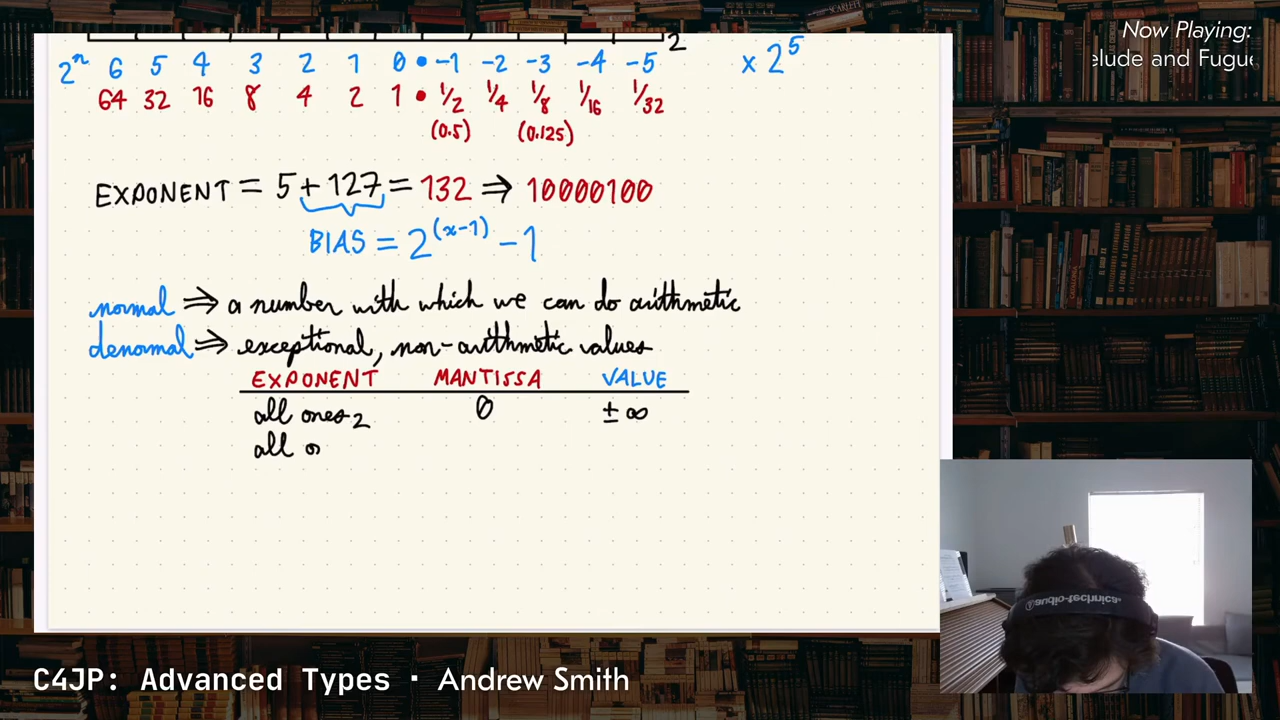 Now Playing:
elude and Fugue
2
2ⁿ 6 5 4 3 2 1 0 • -1 -2 -3 -4 -5 × 2⁵
64 32 16 8 4 2 1 • 1/2 1/4 1/8 1/16 1/32
(0.5) (0.125)
EXPONENT = 5 + 127 = 132 ⇒ 10000100
BIAS = 2^(x-1) - 1
normal ⇒ a number with which we can do arithmetic
denormal ⇒ exceptional, non-arithmetic values
EXPONENT MANTISSA VALUE
all ones₂ 0 ± ∞
all o
audio-technica
C4JP: Advanced Types · Andrew Smith